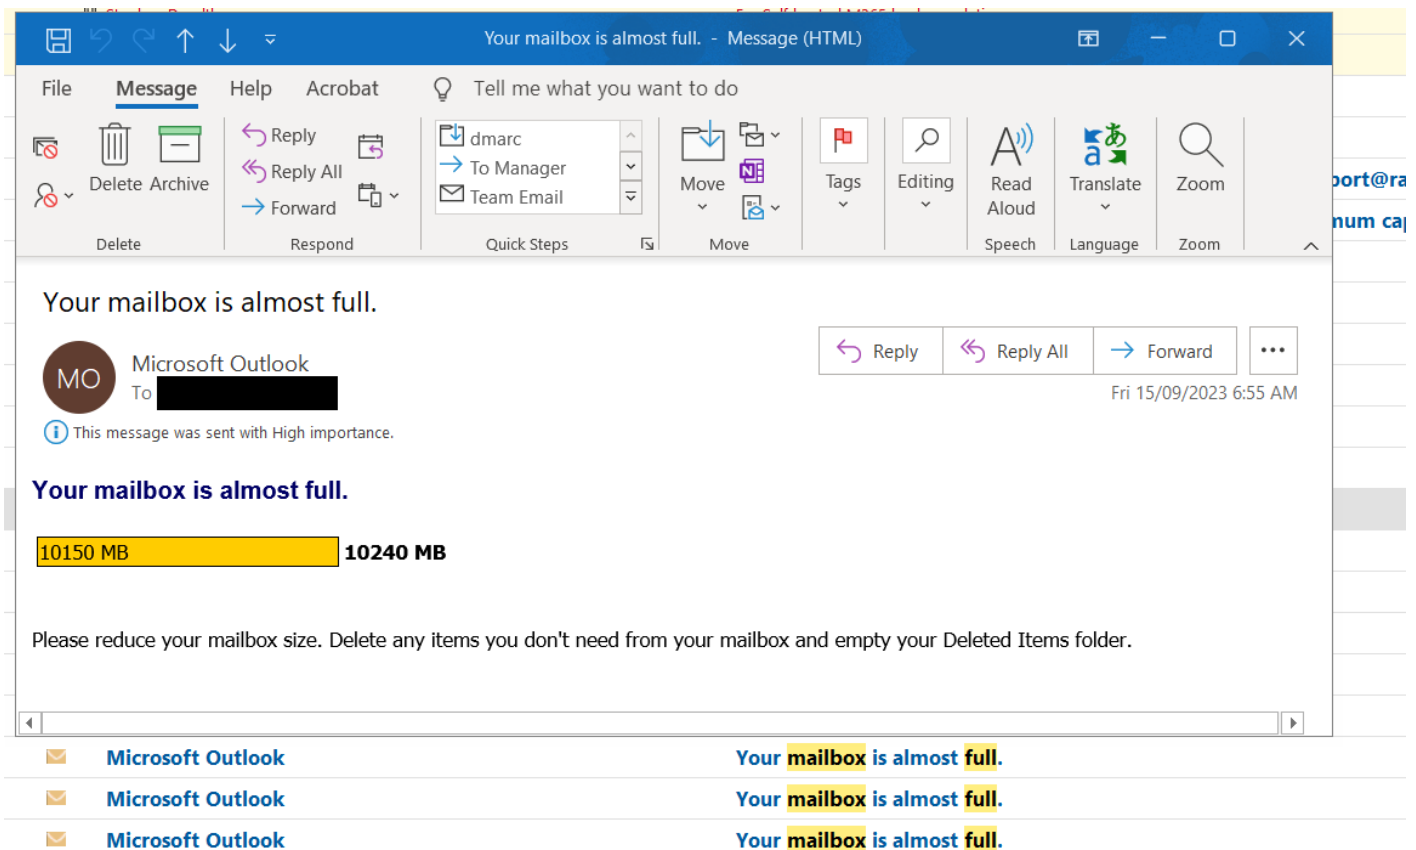 Your mailbox is almost full. - Message (HTML)
File Message Help Acrobat Tell me what you want to do
Delete Archive
Reply
Reply All
Forward
dmarc
To Manager
Team Email
Move
Tags
Editing
Read Aloud
Translate
Zoom
Delete Respond Quick Steps Move Speech Language Zoom
port@ra
mum cap
Your mailbox is almost full.
MO
Microsoft Outlook
To
Reply Reply All Forward
Fri 15/09/2023 6:55 AM
This message was sent with High importance.
Your mailbox is almost full.
10150 MB 10240 MB
Please reduce your mailbox size. Delete any items you don't need from your mailbox and empty your Deleted Items folder.
Microsoft Outlook Your mailbox is almost full.
Microsoft Outlook Your mailbox is almost full.
Microsoft Outlook Your mailbox is almost full.